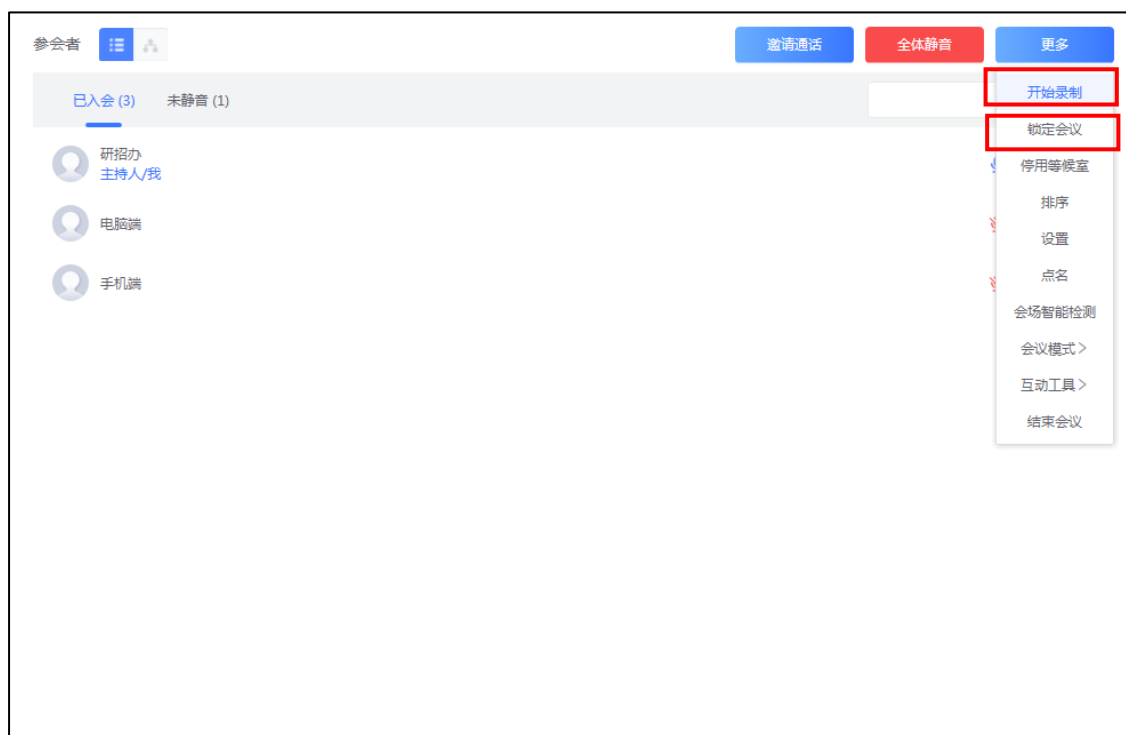 参会者
邀请通话
全体静音
更多
已入会 (3)
未静音 (1)
开始录制
锁定会议
停用等候室
排序
设置
点名
会场智能检测
会议模式 >
互动工具 >
结束会议
研招办
主持人/我
电脑端
手机端